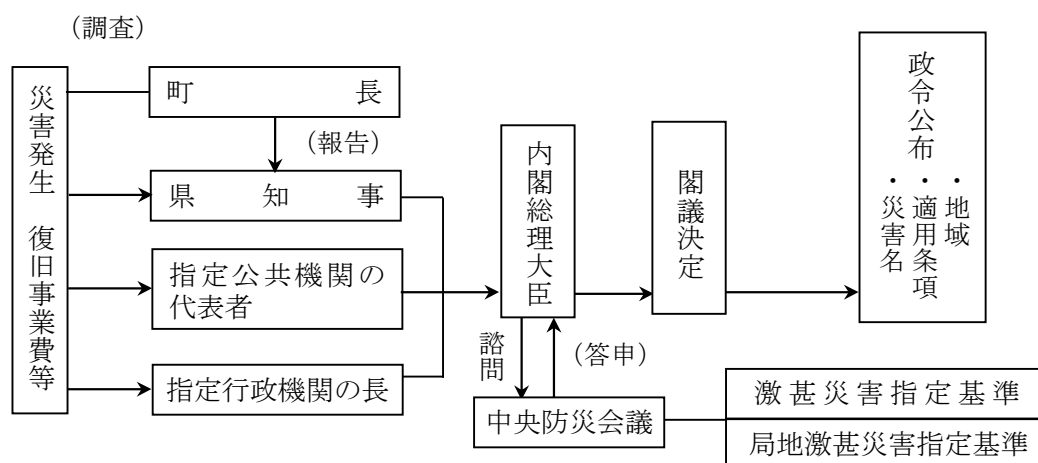 （調査）
災害発生　復旧事業費等
町長
（報告）
県知事
指定公共機関の
代表者
指定行政機関の長
内閣総理大臣
諮問
（答申）
中央防災会議
閣議決定
政令公布
・地域
・適用条項
・災害名
激甚災害指定基準
局地激甚災害指定基準